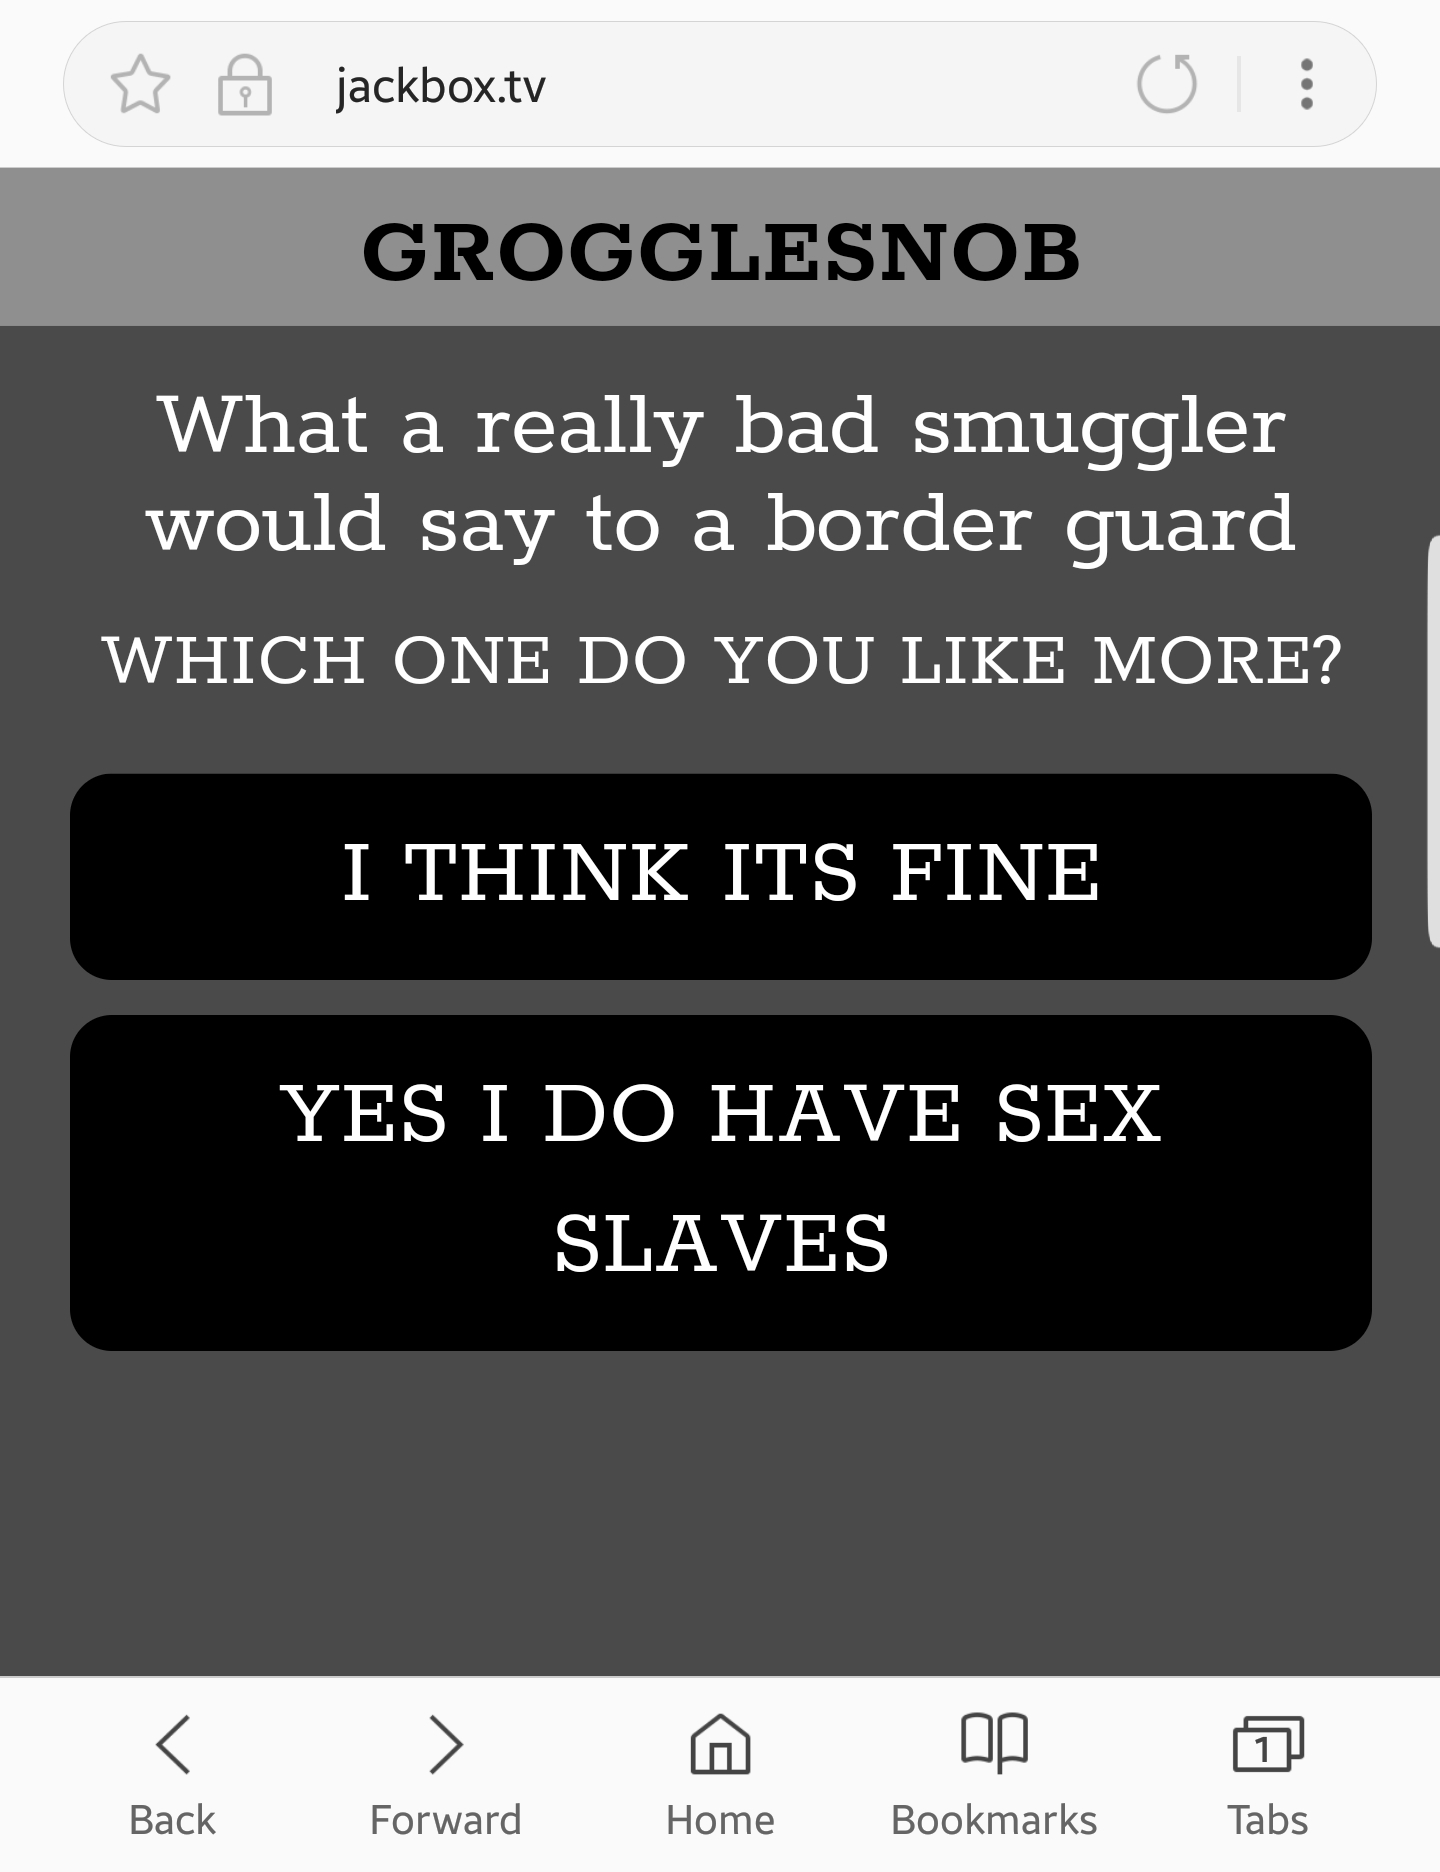 jackbox.tv
GROGGLESNOB
What a really bad smuggler
would say to a border guard
WHICH ONE DO YOU LIKE MORE?
I THINK ITS FINE
YES I DO HAVE SEX
SLAVES
1
Back Forward Home Bookmarks Tabs